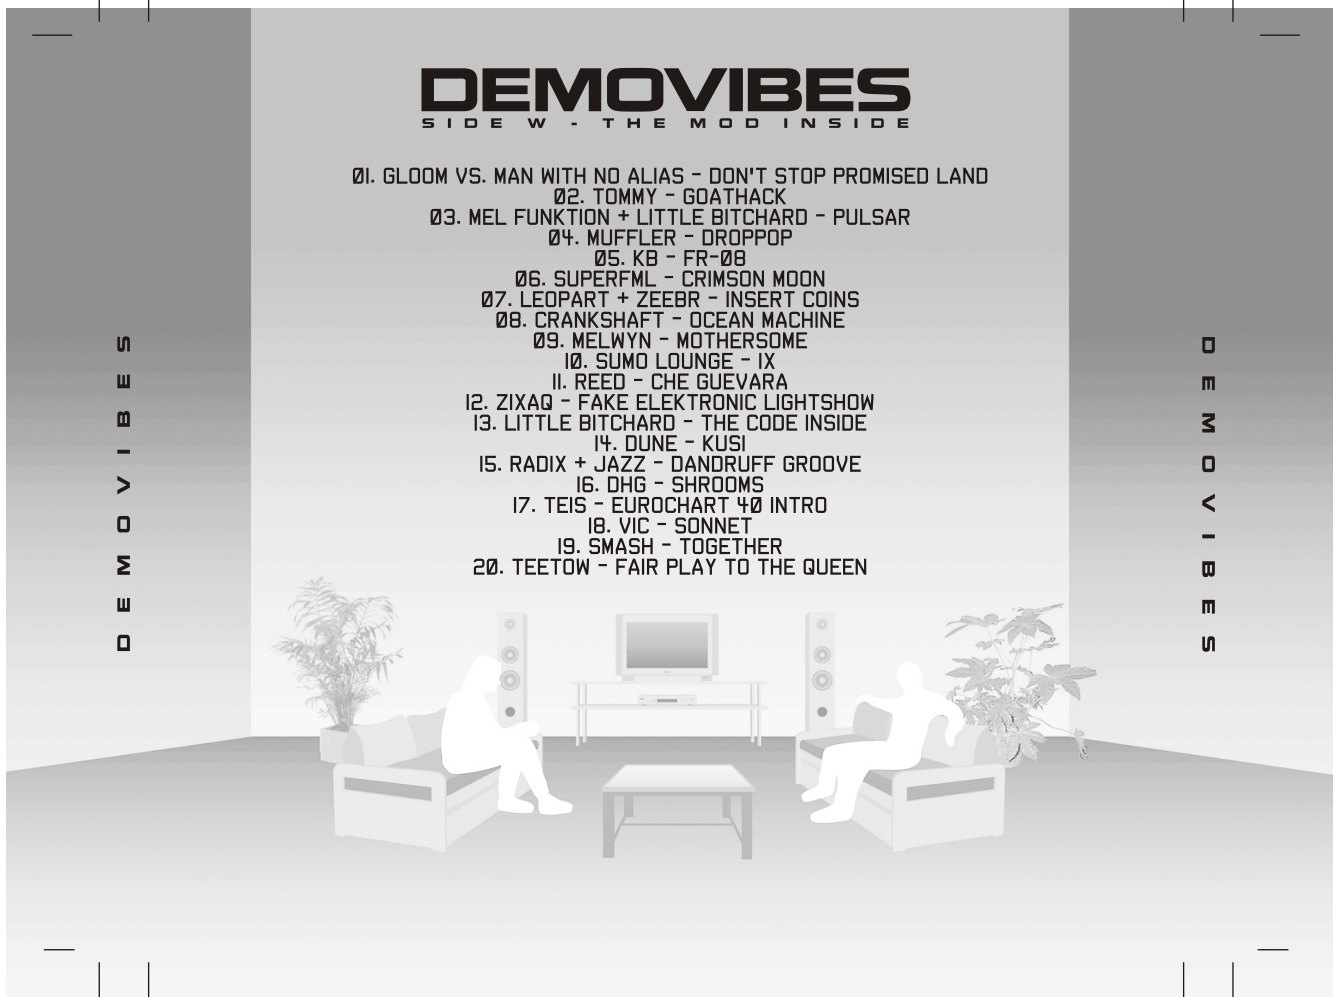 DEMOVIBES
SIDE W - THE MOD INSIDE
01. GLOOM VS. MAN WITH NO ALIAS - DON'T STOP PROMISED LAND
02. TOMMY - GOATHACK
03. MEL FUNKTION + LITTLE BITCHARD - PULSAR
04. MUFFLER - DROPPOP
05. KB - FR-08
06. SUPERFML - CRIMSON MOON
07. LEOPART + ZEEBR - INSERT COINS
08. CRANKSHAFT - OCEAN MACHINE
09. MELWYN - MOTHERSOME
10. SUMO LOUNGE - IX
11. REED - CHE GUEVARA
12. ZIXAQ - FAKE ELEKTRONIC LIGHTSHOW
13. LITTLE BITCHARD - THE CODE INSIDE
14. DUNE - KUSI
15. RADIX + JAZZ - DANDRUFF GROOVE
16. DHG - SHROOMS
17. TEIS - EUROCHART 40 INTRO
18. VIC - SONNET
19. SMASH - TOGETHER
20. TEETOW - FAIR PLAY TO THE QUEEN
DEMOVIBES
DEMOVIBES